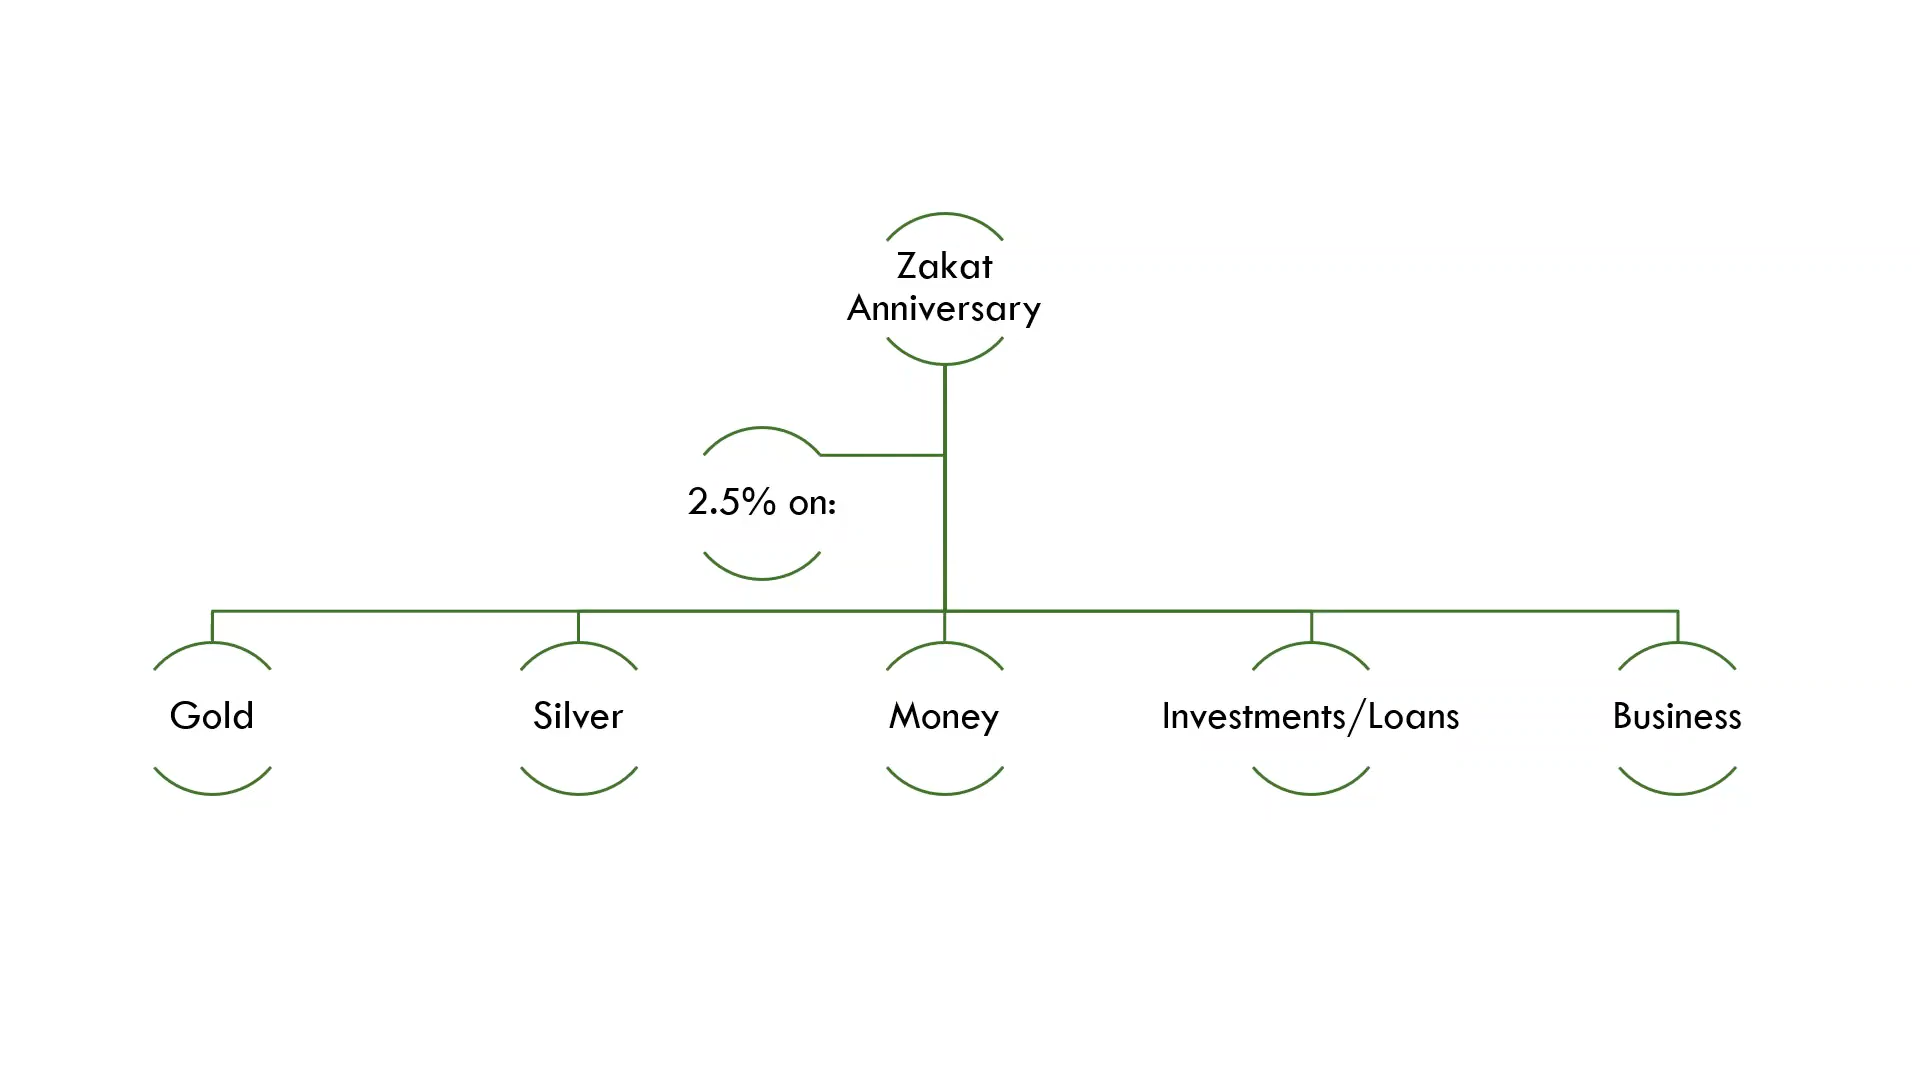 Zakat
Anniversary
2.5% on:
Gold
Silver
Money
Investments/Loans
Business